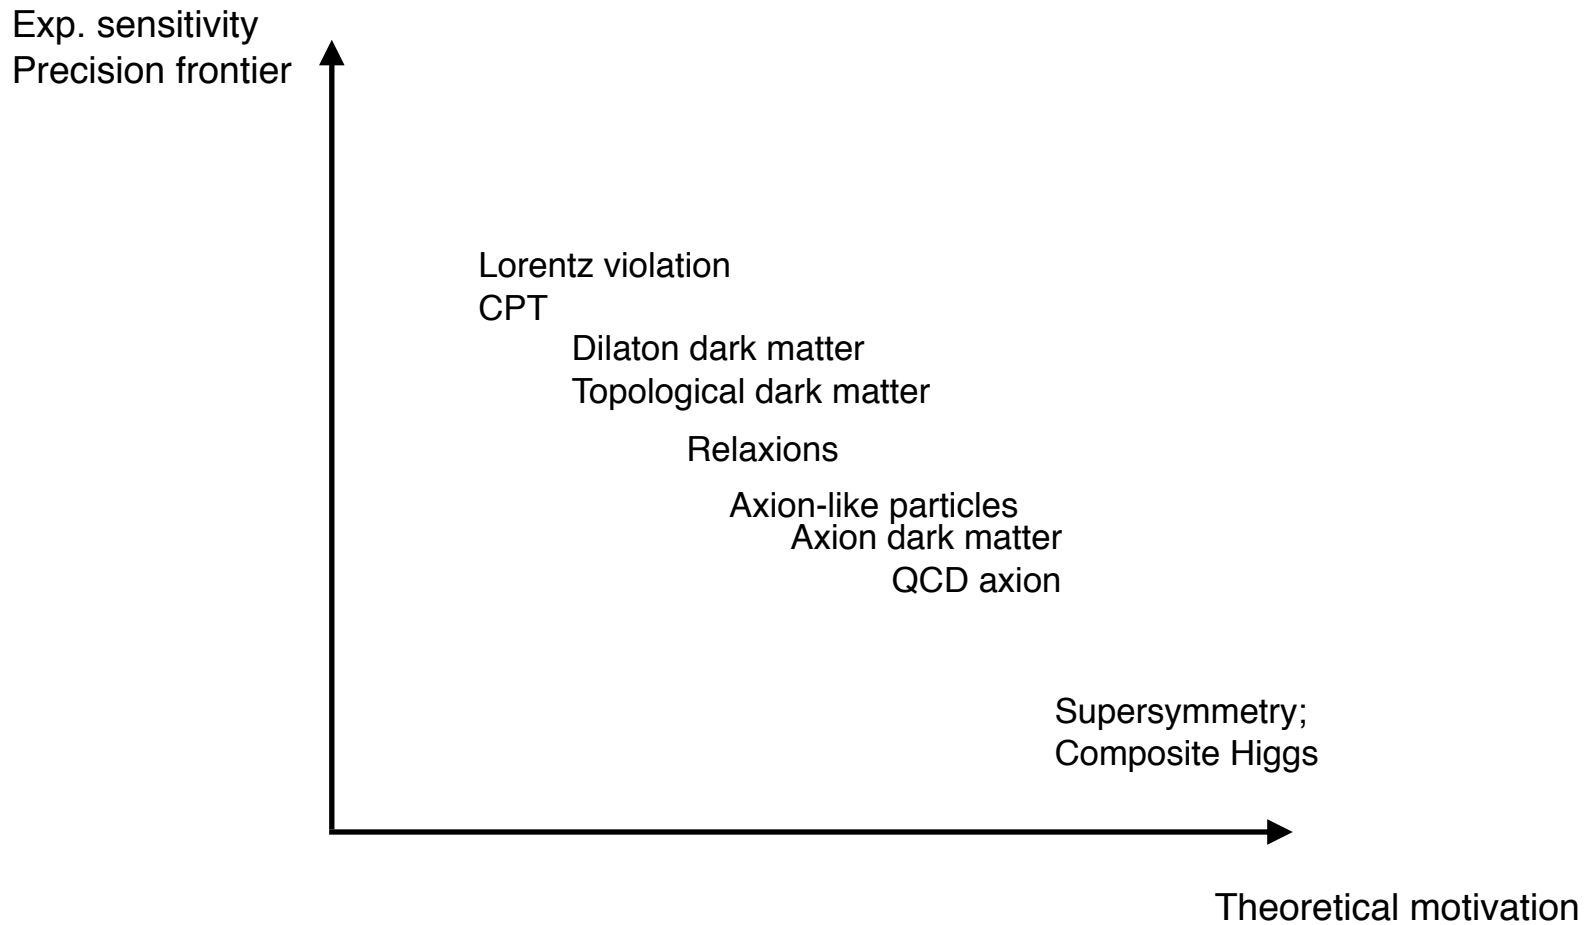 Exp. sensitivity
Precision frontier
Lorentz violation
CPT
Dilaton dark matter
Topological dark matter
Relaxions
Axion-like particles
Axion dark matter
QCD axion
Supersymmetry;
Composite Higgs
Theoretical motivation